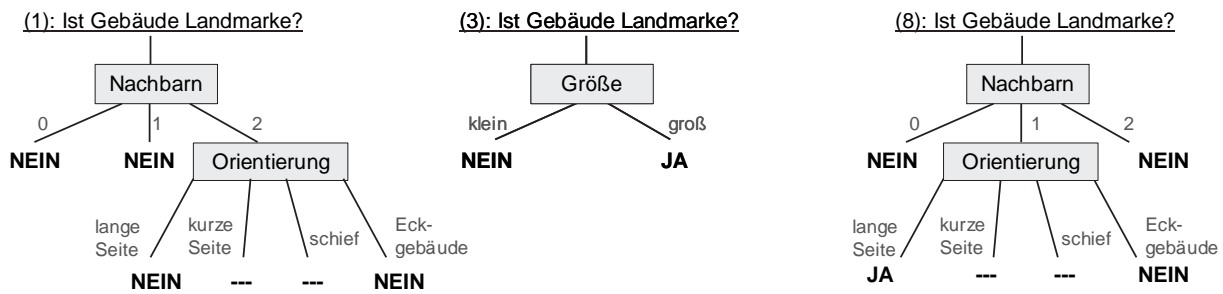 (1): Ist Gebäude Landmarke?
Nachbarn
0 1 2
NEIN NEIN Orientierung
lange Seite
kurze Seite
schief
Eck-
gebäude
NEIN --- --- NEIN
(3): Ist Gebäude Landmarke?
Größe
klein groß
NEIN JA
(8): Ist Gebäude Landmarke?
Nachbarn
0 1 2
NEIN Orientierung NEIN
lange Seite
kurze Seite
schief
Eck-
gebäude
JA --- --- NEIN